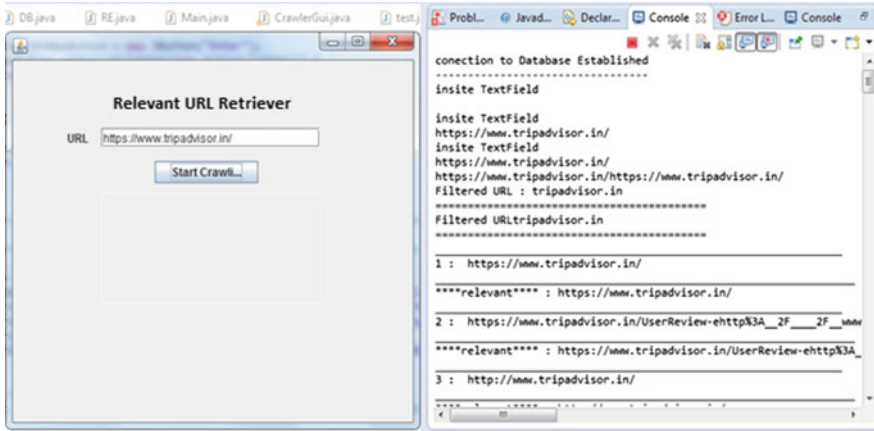 DB.java RE.java Main.java CrawlerGui.java test.j
Relevant URL Retriever
URL https://www.tripadvisor.in/
Start Crawli...
Probl... @ Javad... Declar... Console Error L... Console
conection to Database Established
---------------------------------
insite TextField
insite TextField
https://www.tripadvisor.in/
insite TextField
https://www.tripadvisor.in/
https://www.tripadvisor.in/https://www.tripadvisor.in/
Filtered URL : tripadvisor.in
==========================================
Filtered URLtripadvisor.in
==========================================
1 : https://www.tripadvisor.in/
****relevant**** : https://www.tripadvisor.in/
2 : https://www.tripadvisor.in/UserReview-ehttp%3A__2F____2F__www
****relevant**** : https://www.tripadvisor.in/UserReview-ehttp%3A_
3 : http://www.tripadvisor.in/